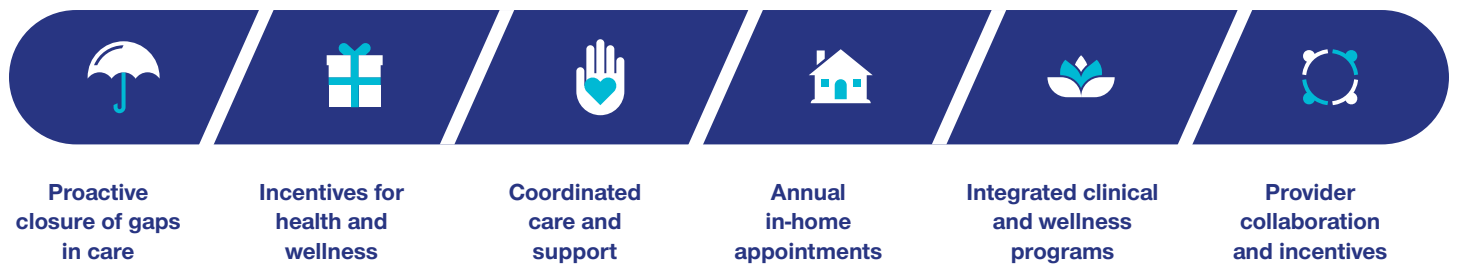 Proactive
closure of gaps
in care
Incentives for
health and
wellness
Coordinated
care and
support
Annual
in-home
appointments
Integrated clinical
and wellness
programs
Provider
collaboration
and incentives